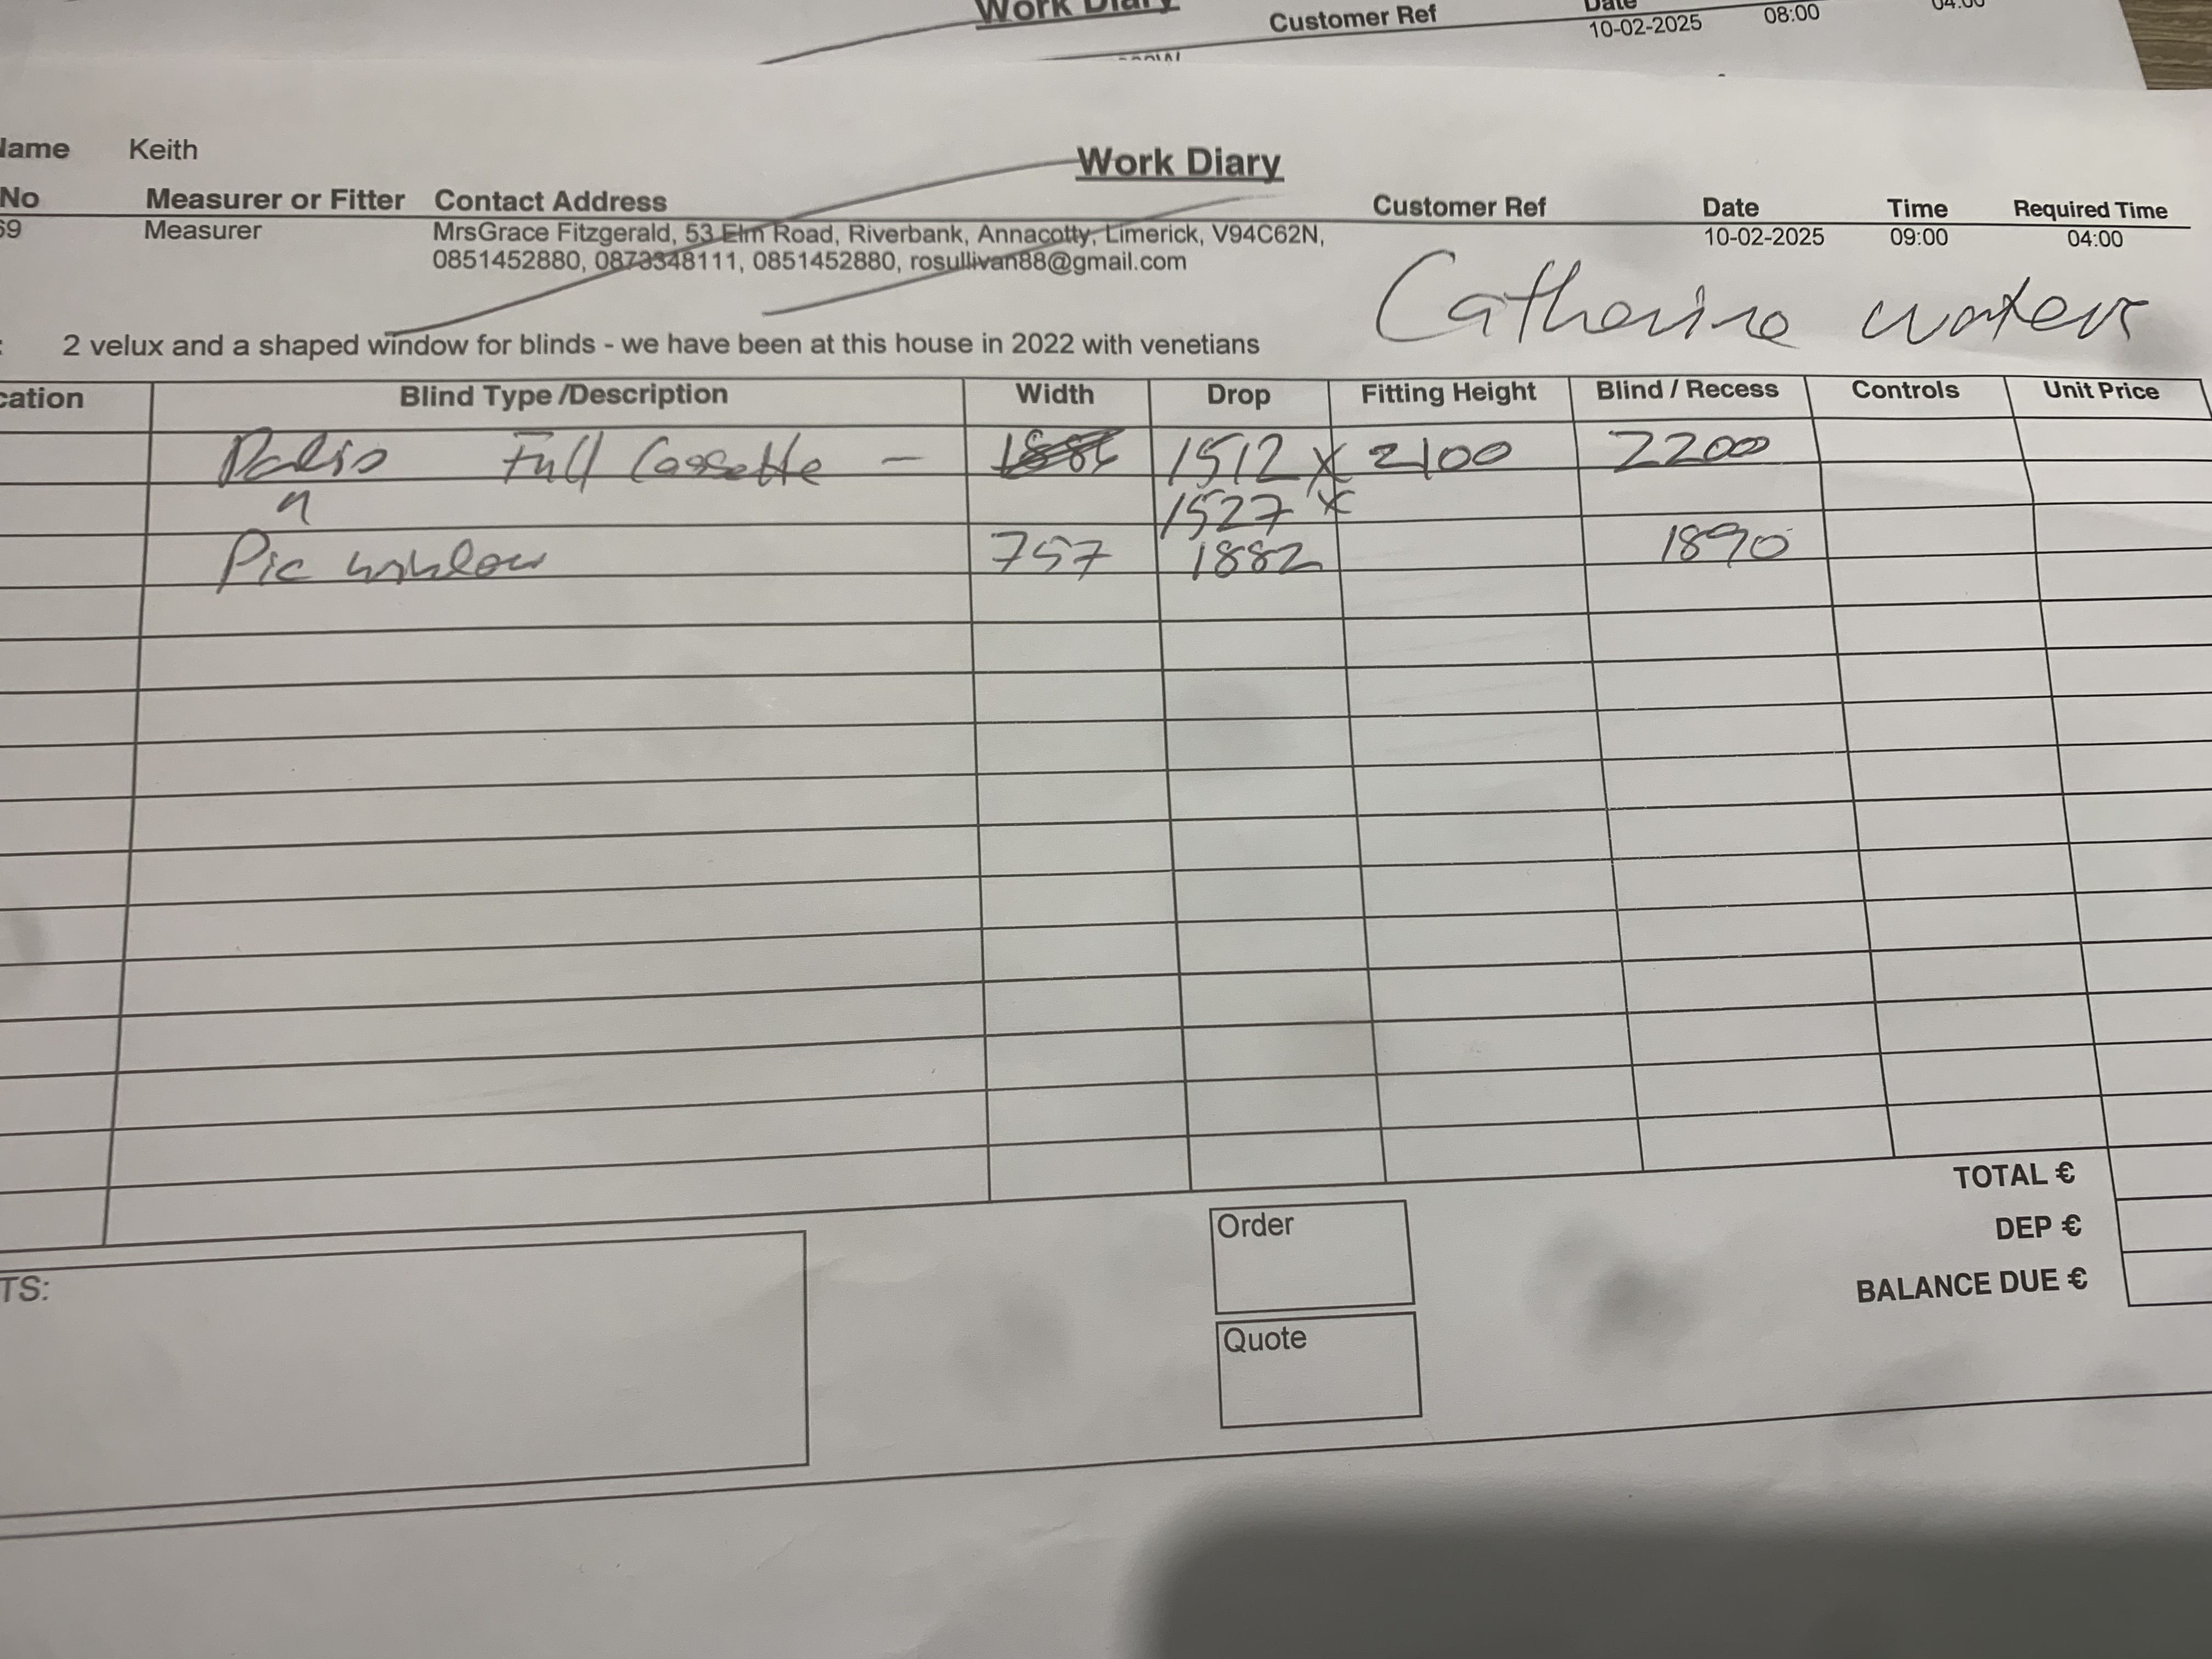 Work Diary
Customer Ref Date
10-02-2025 08:00 04:00
Name Keith
Work Diary
No Measurer or Fitter Contact Address Customer Ref Date Time Required Time
69 Measurer MrsGrace Fitzgerald, 53 Elm Road, Riverbank, Annacotty, Limerick, V94C62N, 10-02-2025 09:00 04:00
0851452880, 0873348111, 0851452880, rosullivan88@gmail.com
Catherine waters
: 2 velux and a shaped window for blinds - we have been at this house in 2022 with venetians
cation Blind Type /Description Width Drop Fitting Height Blind / Recess Controls Unit Price
Full Cassette - 1512 x 2100 2200
1527 x
Pic window 757 1882 1890
TOTAL €
Order
DEP €
TS:
BALANCE DUE €
Quote